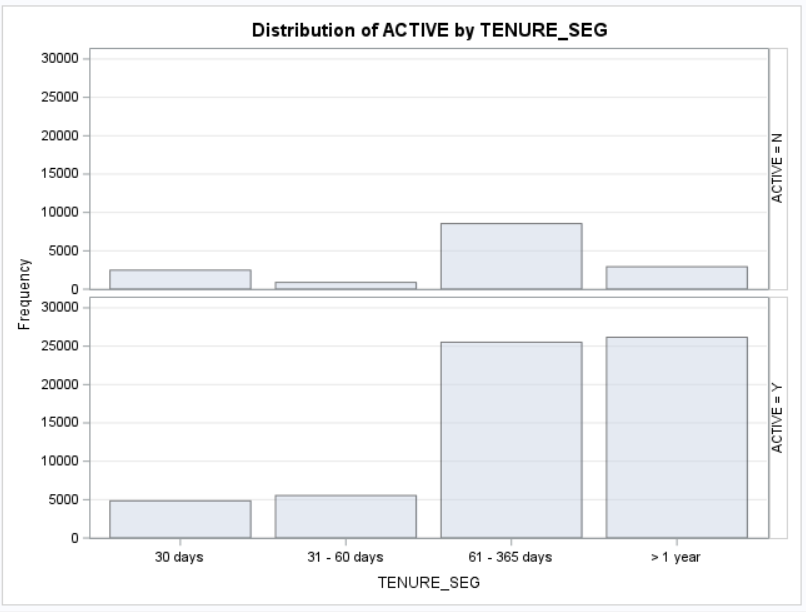 Distribution of ACTIVE by TENURE_SEG
30000
25000
20000
15000
10000
5000
0
ACTIVE = N
Frequency
30000
25000
20000
15000
10000
5000
0
ACTIVE = Y
30 days
31 - 60 days
61 - 365 days
> 1 year
TENURE_SEG